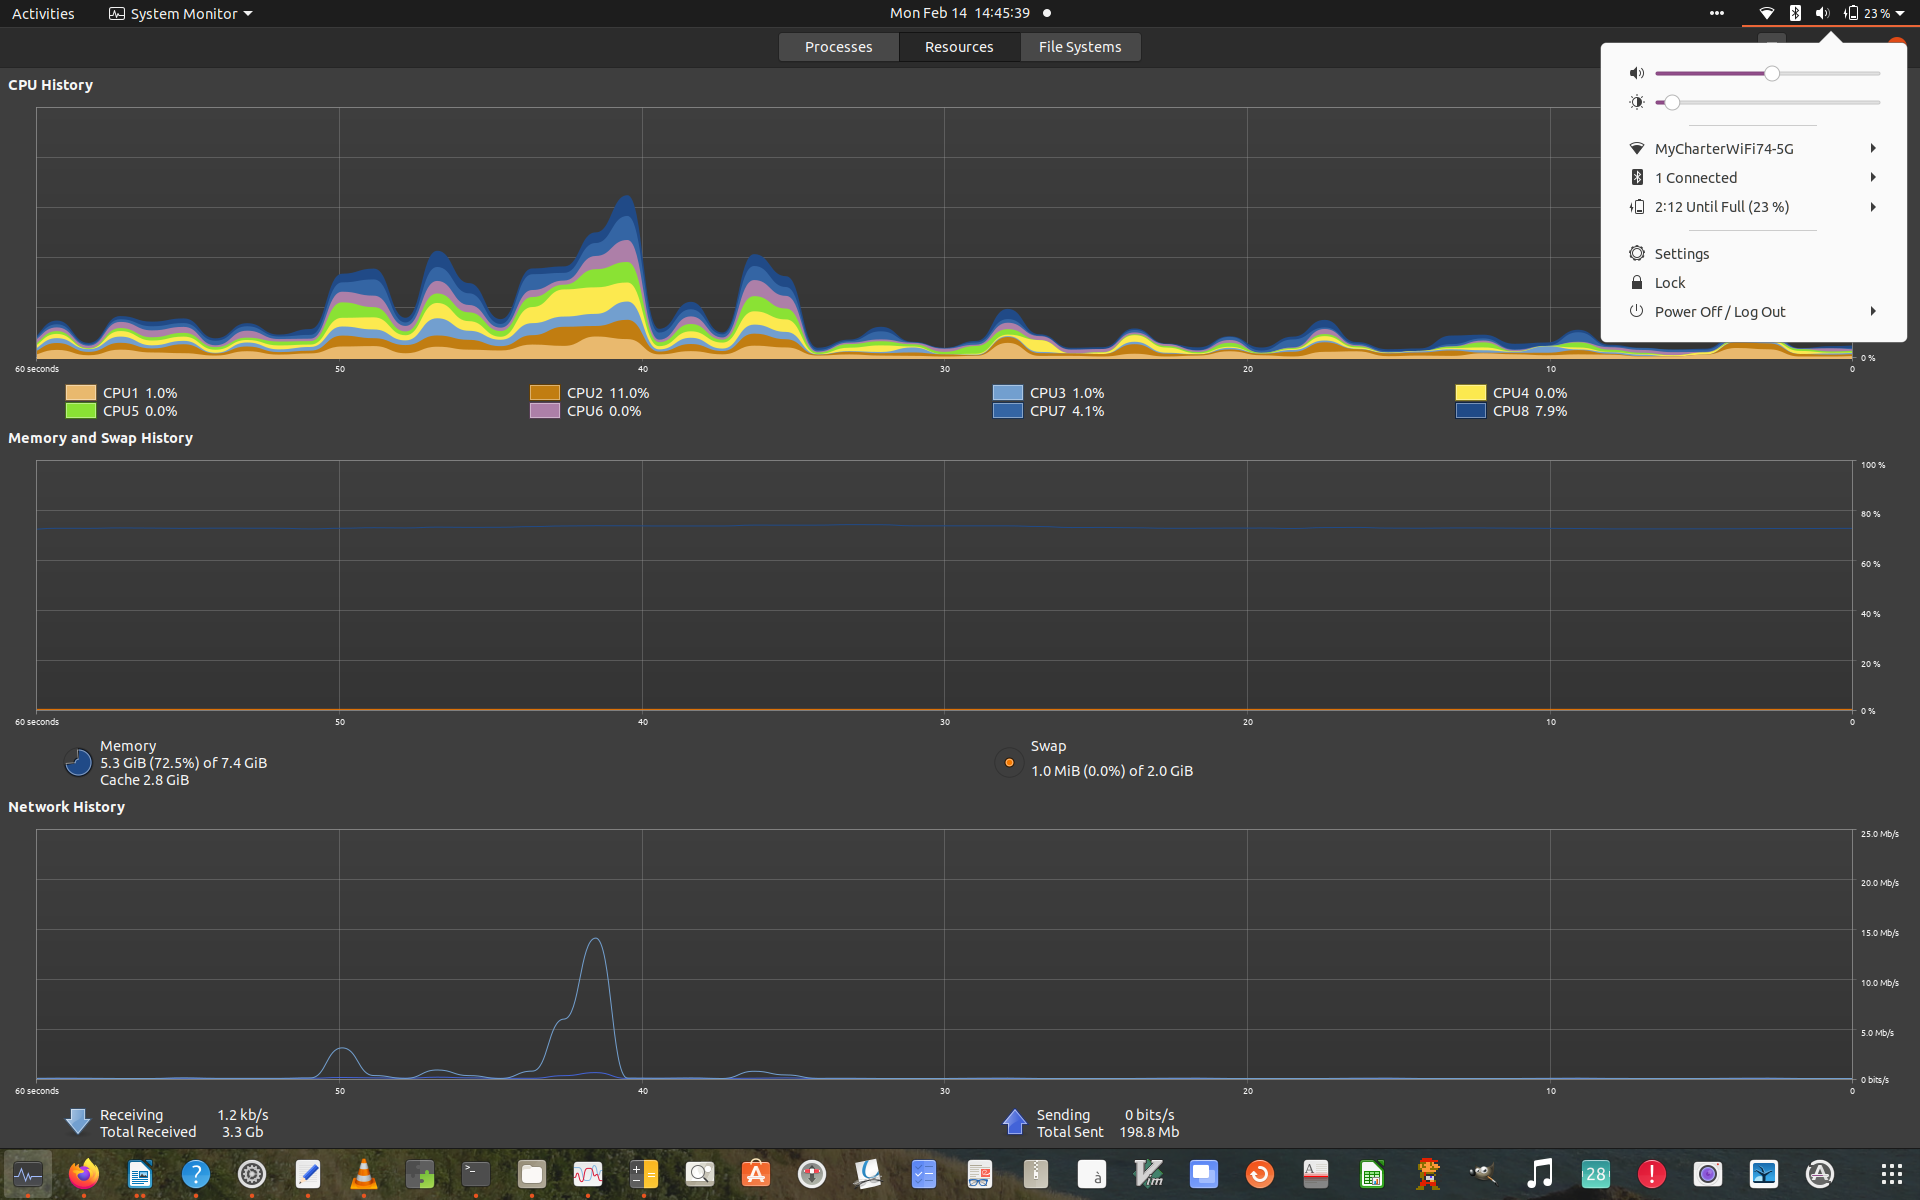 Activities
System Monitor
Mon Feb 14 14:45:39
23 %
Processes
Resources
File Systems
MyCharterWiFi74-5G
1 Connected
2:12 Until Full (23 %)
Settings
Lock
Power Off / Log Out
CPU History
0 %
60 seconds 50 40 30 20 10 0
CPU1 1.0% CPU2 11.0% CPU3 1.0% CPU4 0.0%
CPU5 0.0% CPU6 0.0% CPU7 4.1% CPU8 7.9%
Memory and Swap History
100 %
80 %
60 %
40 %
20 %
0 %
60 seconds 50 40 30 20 10 0
Memory
5.3 GiB (72.5%) of 7.4 GiB
Cache 2.8 GiB
Swap
1.0 MiB (0.0%) of 2.0 GiB
Network History
25.0 Mb/s
20.0 Mb/s
15.0 Mb/s
10.0 Mb/s
5.0 Mb/s
0 bits/s
60 seconds 50 40 30 20 10 0
Receiving 1.2 kb/s
Total Received 3.3 Gb
Sending 0 bits/s
Total Sent 198.8 Mb
?
>_
à
Vim
A
28
!